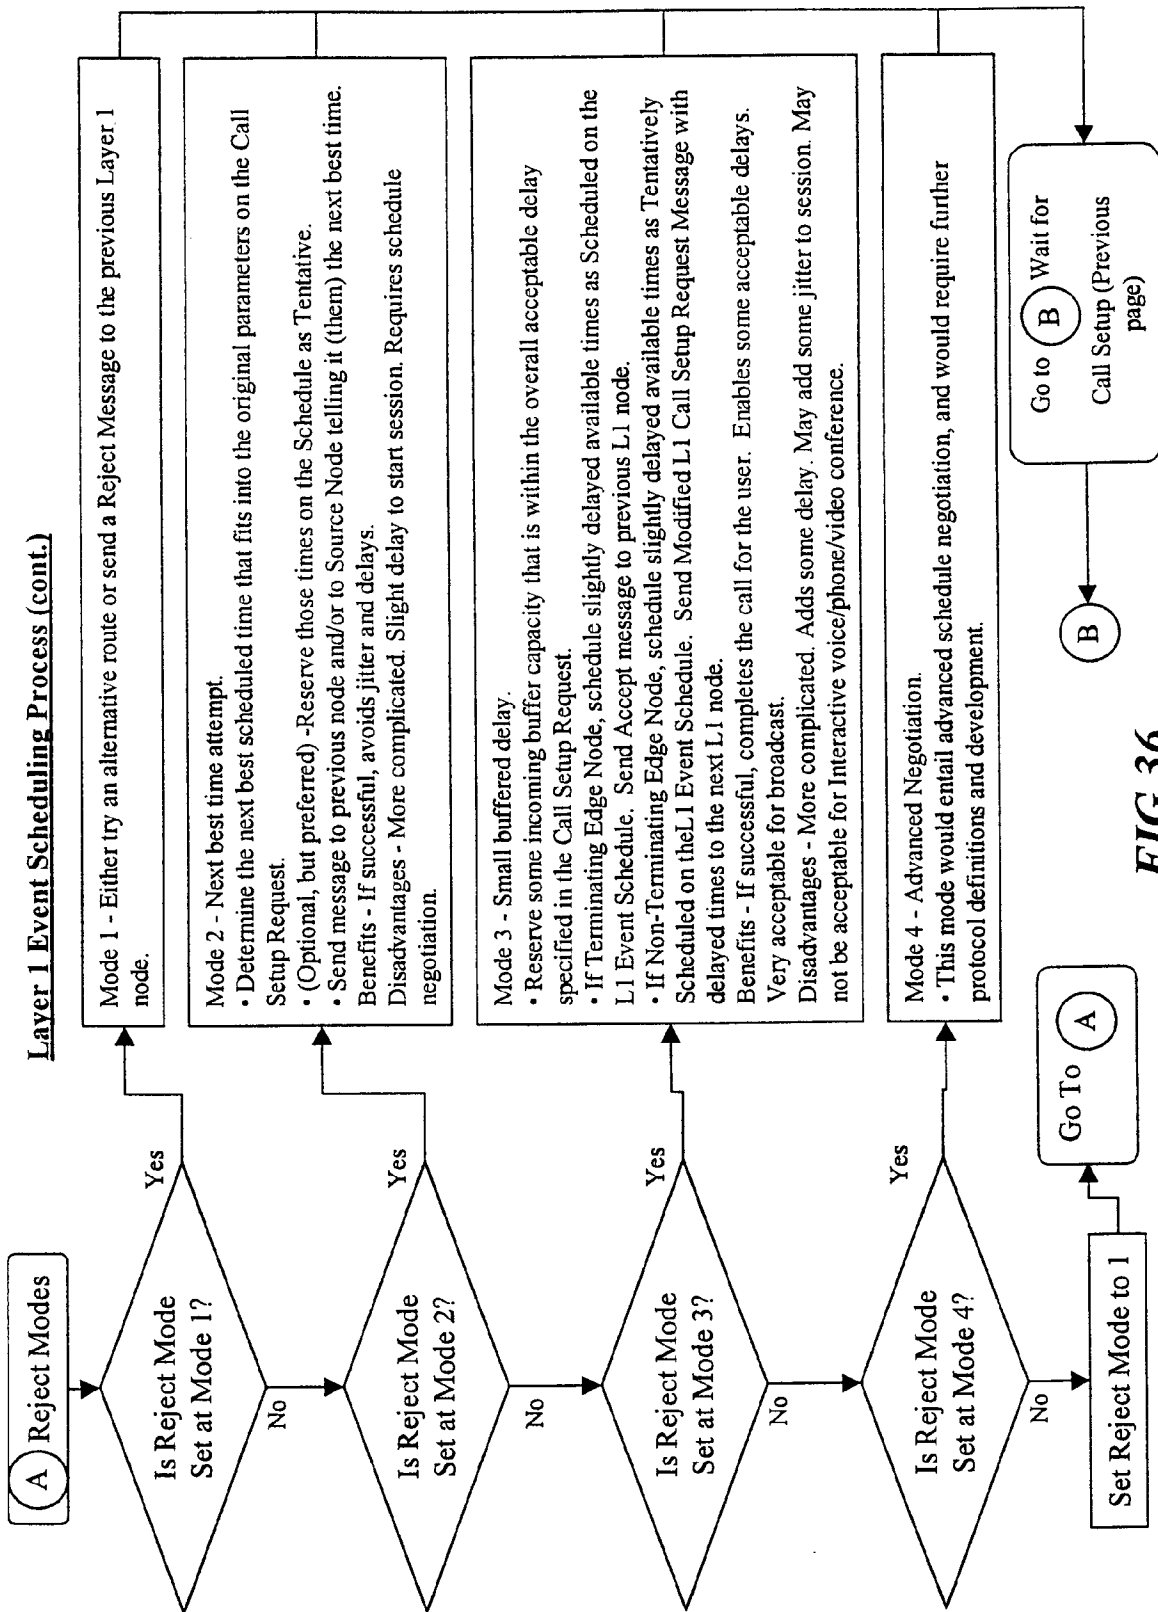 Layer 1 Event Scheduling Process (cont.)
A Reject Modes
Is Reject Mode
Set at Mode 1?
Yes
No
Mode 1 - Either try an alternative route or send a Reject Message to the previous Layer 1
node.
Is Reject Mode
Set at Mode 2?
Yes
No
Mode 2 - Next best time attempt.
• Determine the next best scheduled time that fits into the original parameters on the Call
Setup Request.
• (Optional, but preferred) -Reserve those times on the Schedule as Tentative.
• Send message to previous node and/or to Source Node telling it (them) the next best time.
Benefits - If successful, avoids jitter and delays.
Disadvantages - More complicated. Slight delay to start session. Requires schedule
negotiation.
Is Reject Mode
Set at Mode 3?
Yes
No
Mode 3 - Small buffered delay.
• Reserve some incoming buffer capacity that is within the overall acceptable delay
specified in the Call Setup Request.
• If Terminating Edge Node, schedule slightly delayed available times as Scheduled on the
L1 Event Schedule. Send Accept message to previous L1 node.
• If Non-Terminating Edge Node, schedule slightly delayed available times as Tentatively
Scheduled on theL1 Event Schedule. Send Modified L1 Call Setup Request Message with
delayed times to the next L1 node.
Benefits - If successful, completes the call for the user. Enables some acceptable delays.
Very acceptable for broadcast.
Disadvantages - More complicated. Adds some delay. May add some jitter to session. May
not be acceptable for Interactive voice/phone/video conference.
Is Reject Mode
Set at Mode 4?
Yes
No
Mode 4 - Advanced Negotiation.
• This mode would entail advanced schedule negotiation, and would require further
protocol definitions and development.
Set Reject Mode to 1
Go To A
B
Go to B Wait for
Call Setup (Previous
page)
FIG 36